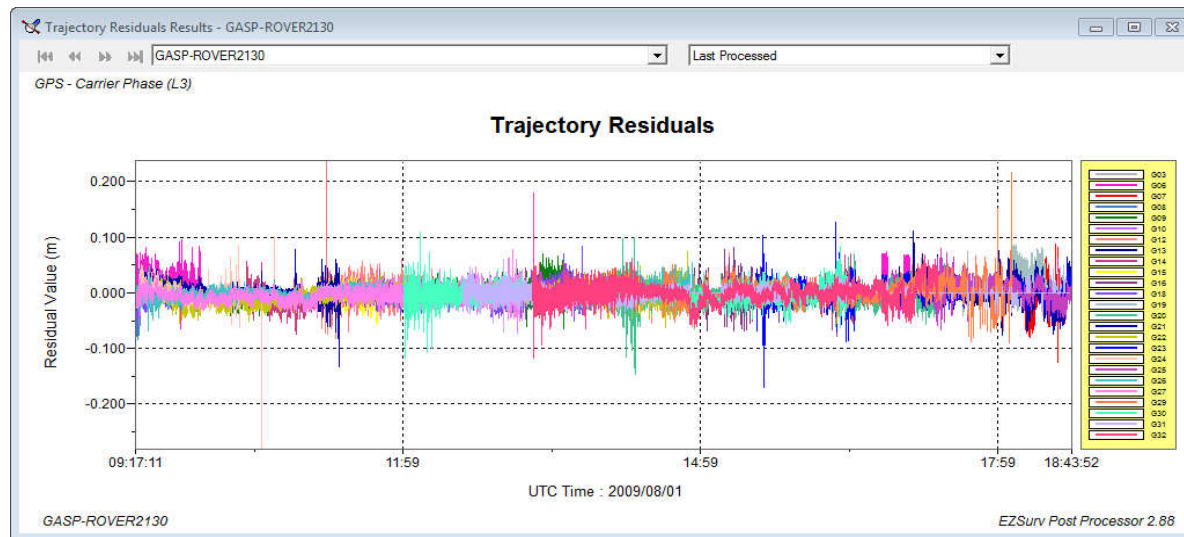 Trajectory Residuals Results - GASP-ROVER2130
GASP-ROVER2130
Last Processed
GPS - Carrier Phase (L3)
Trajectory Residuals
Residual Value (m)
0.200
0.100
0.000
-0.100
-0.200
09:17:11
11:59
14:59
17:59
18:43:52
UTC Time : 2009/08/01
G03
G06
G07
G08
G09
G10
G12
G13
G14
G15
G16
G18
G19
G20
G21
G22
G23
G24
G25
G26
G27
G29
G30
G31
G32
GASP-ROVER2130
EZSurv Post Processor 2.88